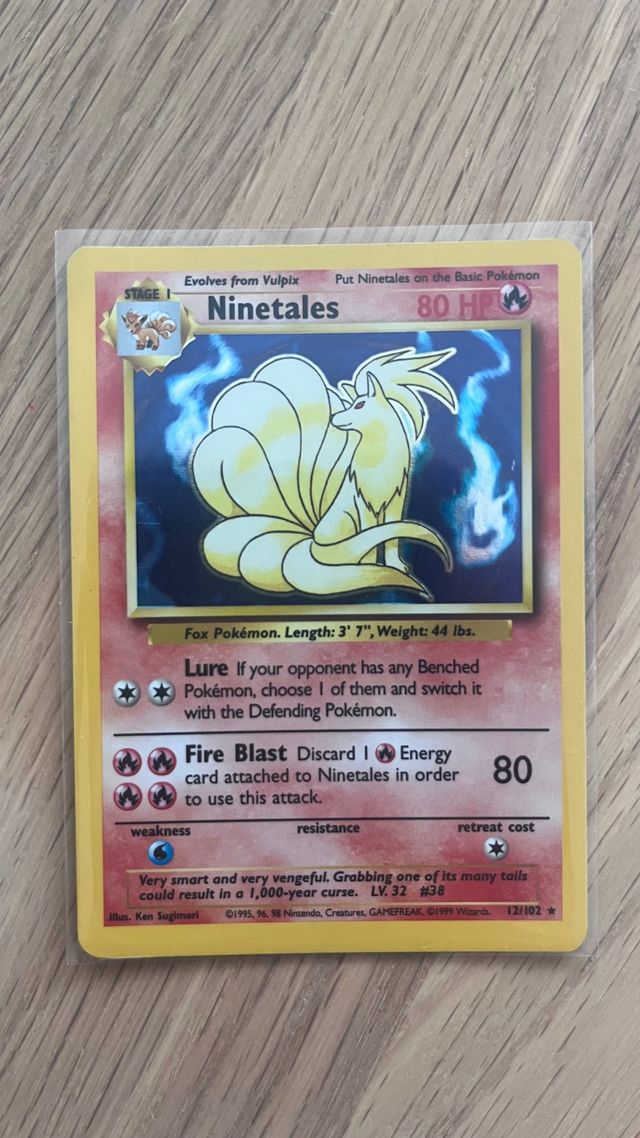 Evolves from Vulpix Put Ninetales on the Basic Pokémon
STAGE 1
Ninetales 80 HP
Fox Pokémon. Length: 3' 7", Weight: 44 lbs.
Lure If your opponent has any Benched
Pokémon, choose 1 of them and switch it
with the Defending Pokémon.
Fire Blast Discard 1 Energy
card attached to Ninetales in order
to use this attack.
80
weakness resistance retreat cost
Very smart and very vengeful. Grabbing one of its many tails
could result in a 1,000-year curse. LV. 32 #38
Illus. Ken Sugimori ©1995, 96, 98 Nintendo, Creatures, GAMEFREAK. ©1999 Wizards. 12/102 ★